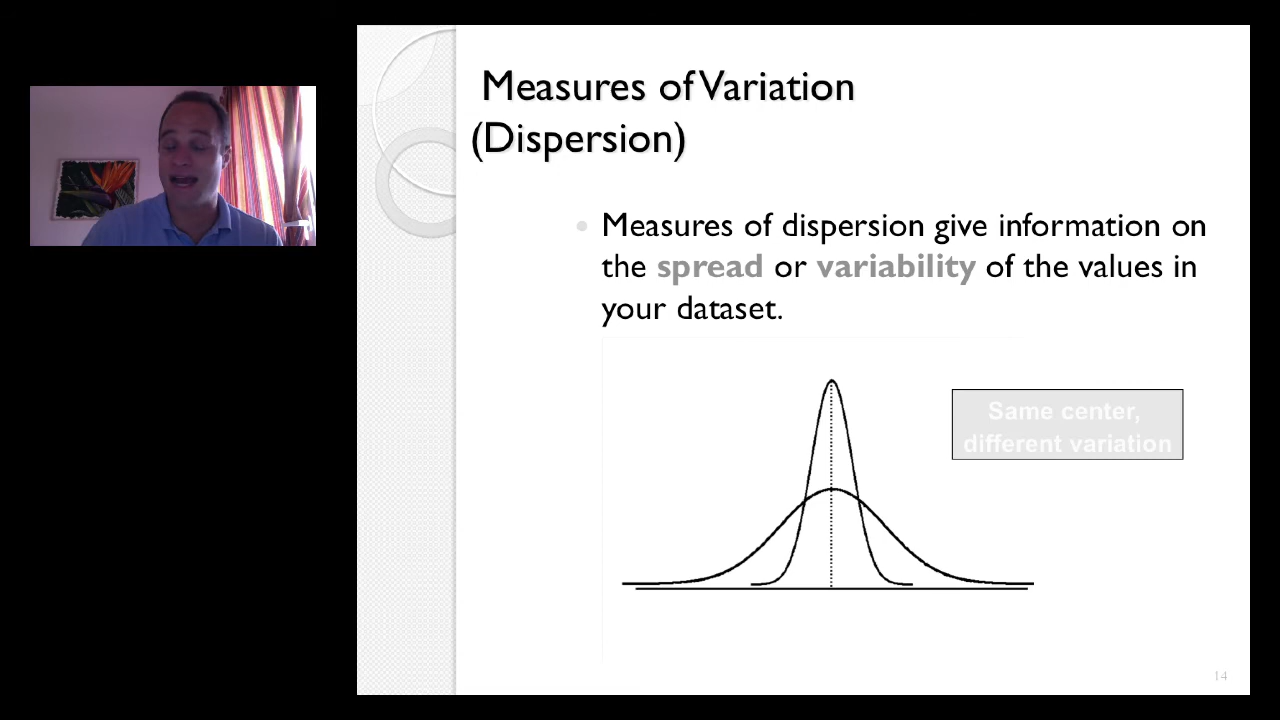 Measures of Variation
(Dispersion)
Measures of dispersion give information on
the spread or variability of the values in
your dataset.
Same center,
different variation
14